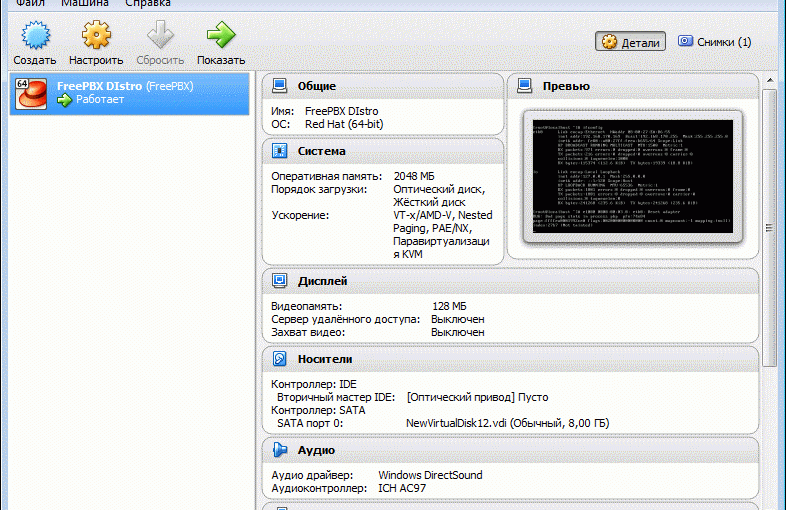 Файл Машина Справка
Создать Настроить Сбросить Показать
Детали Снимки (1)
64 FreePBX DIstro (FreePBX)
Работает
Общие
Имя: FreePBX DIstro
ОС: Red Hat (64-bit)
Превью
Система
Оперативная память: 2048 МБ
Порядок загрузки: Оптический диск,
Жёсткий диск
Ускорение: VT-x/AMD-V, Nested
Paging, PAE/NX,
Паравиртуализаци
я KVM
Дисплей
Видеопамять: 128 МБ
Сервер удалённого доступа: Выключен
Захват видео: Выключен
Носители
Контроллер: IDE
Вторичный мастер IDE: [Оптический привод] Пусто
Контроллер: SATA
SATA порт 0: NewVirtualDisk12.vdi (Обычный, 8,00 ГБ)
Аудио
Аудио драйвер: Windows DirectSound
Аудиоконтроллер: ICH AC97